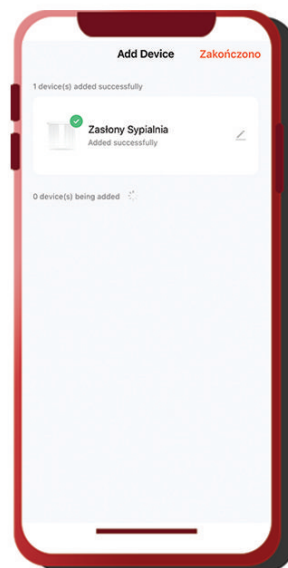 Add Device Zakończono
1 device(s) added successfully
Zasłony Sypialnia
Added successfully
0 device(s) being added